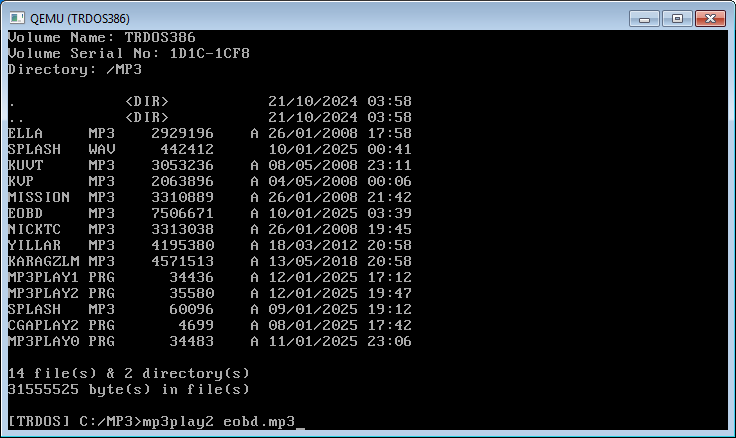 QEMU (TRDOS386)
Volume Name: TRDOS386
Volume Serial No: 1D1C-1CF8
Directory: /MP3
.             <DIR>            21/10/2024 03:58
..            <DIR>            21/10/2024 03:58
ELLA     MP3     2929196    A 26/01/2008 17:58
SPLASH   WAV      442412      10/01/2025 00:41
KUVT     MP3     3053236    A 08/05/2008 23:11
KVP      MP3     2063896    A 04/05/2008 00:06
MISSION  MP3     3310889    A 26/01/2008 21:42
EOBD     MP3     7506671    A 10/01/2025 03:39
NICKTC   MP3     3313038    A 26/01/2008 19:45
YILLAR   MP3     4195380    A 18/03/2012 20:58
KARAGZLM MP3     4571513    A 13/05/2018 20:58
MP3PLAY1 PRG       34436    A 12/01/2025 17:12
MP3PLAY2 PRG       35580    A 12/01/2025 19:47
SPLASH   MP3       60096    A 09/01/2025 19:12
CGAPLAY2 PRG        4699    A 08/01/2025 17:42
MP3PLAY0 PRG       34483    A 11/01/2025 23:06
14 file(s) & 2 directory(s)
31555525 byte(s) in file(s)
[TRDOS] C:/MP3>mp3play2 eobd.mp3_